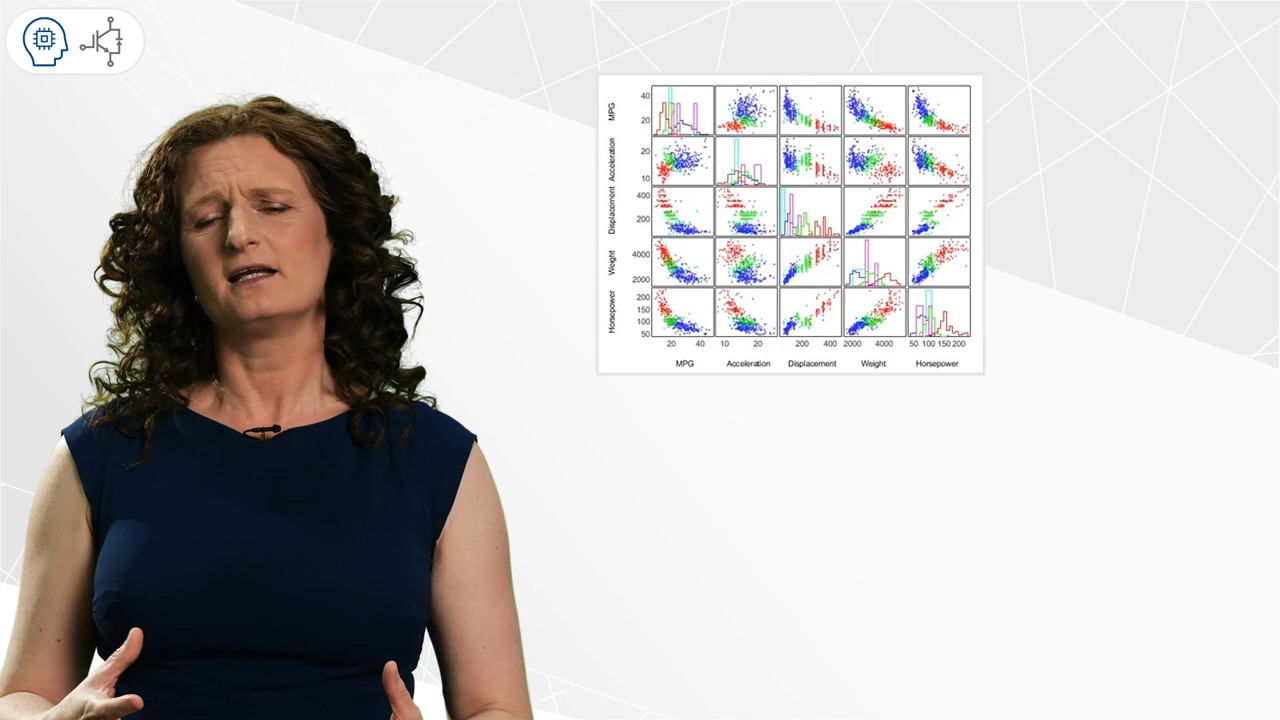 MPG
40
20
Acceleration
20
10
Displacement
400
200
Weight
4000
2000
Horsepower
200
150
100
50
20 40 10 20 200 400 2000 4000 50 100 150 200
MPG Acceleration Displacement Weight Horsepower